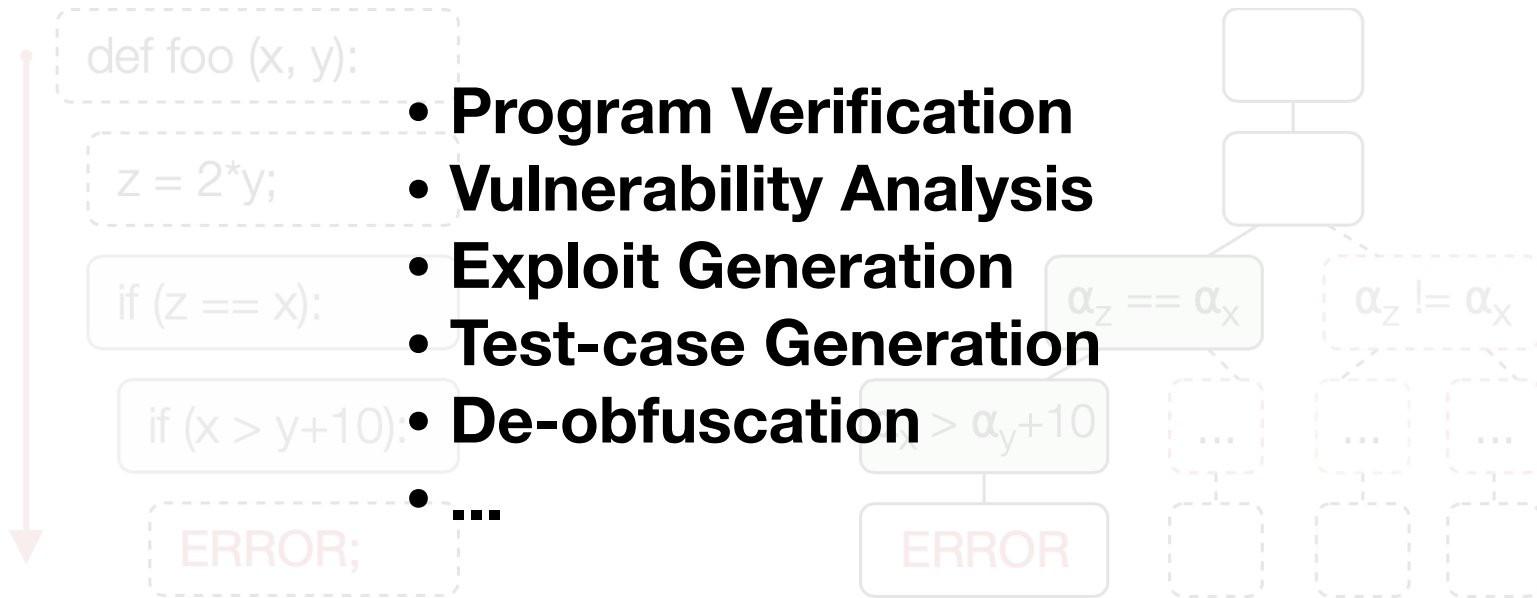 def foo (x, y):
z = 2*y;
if (z == x):
if (x > y+10):
ERROR;
• Program Verification
• Vulnerability Analysis
• Exploit Generation
• Test-case Generation
• De-obfuscation
• ...
α_z == α_x
α_z != α_x
> α_y+10
...
...
...
ERROR